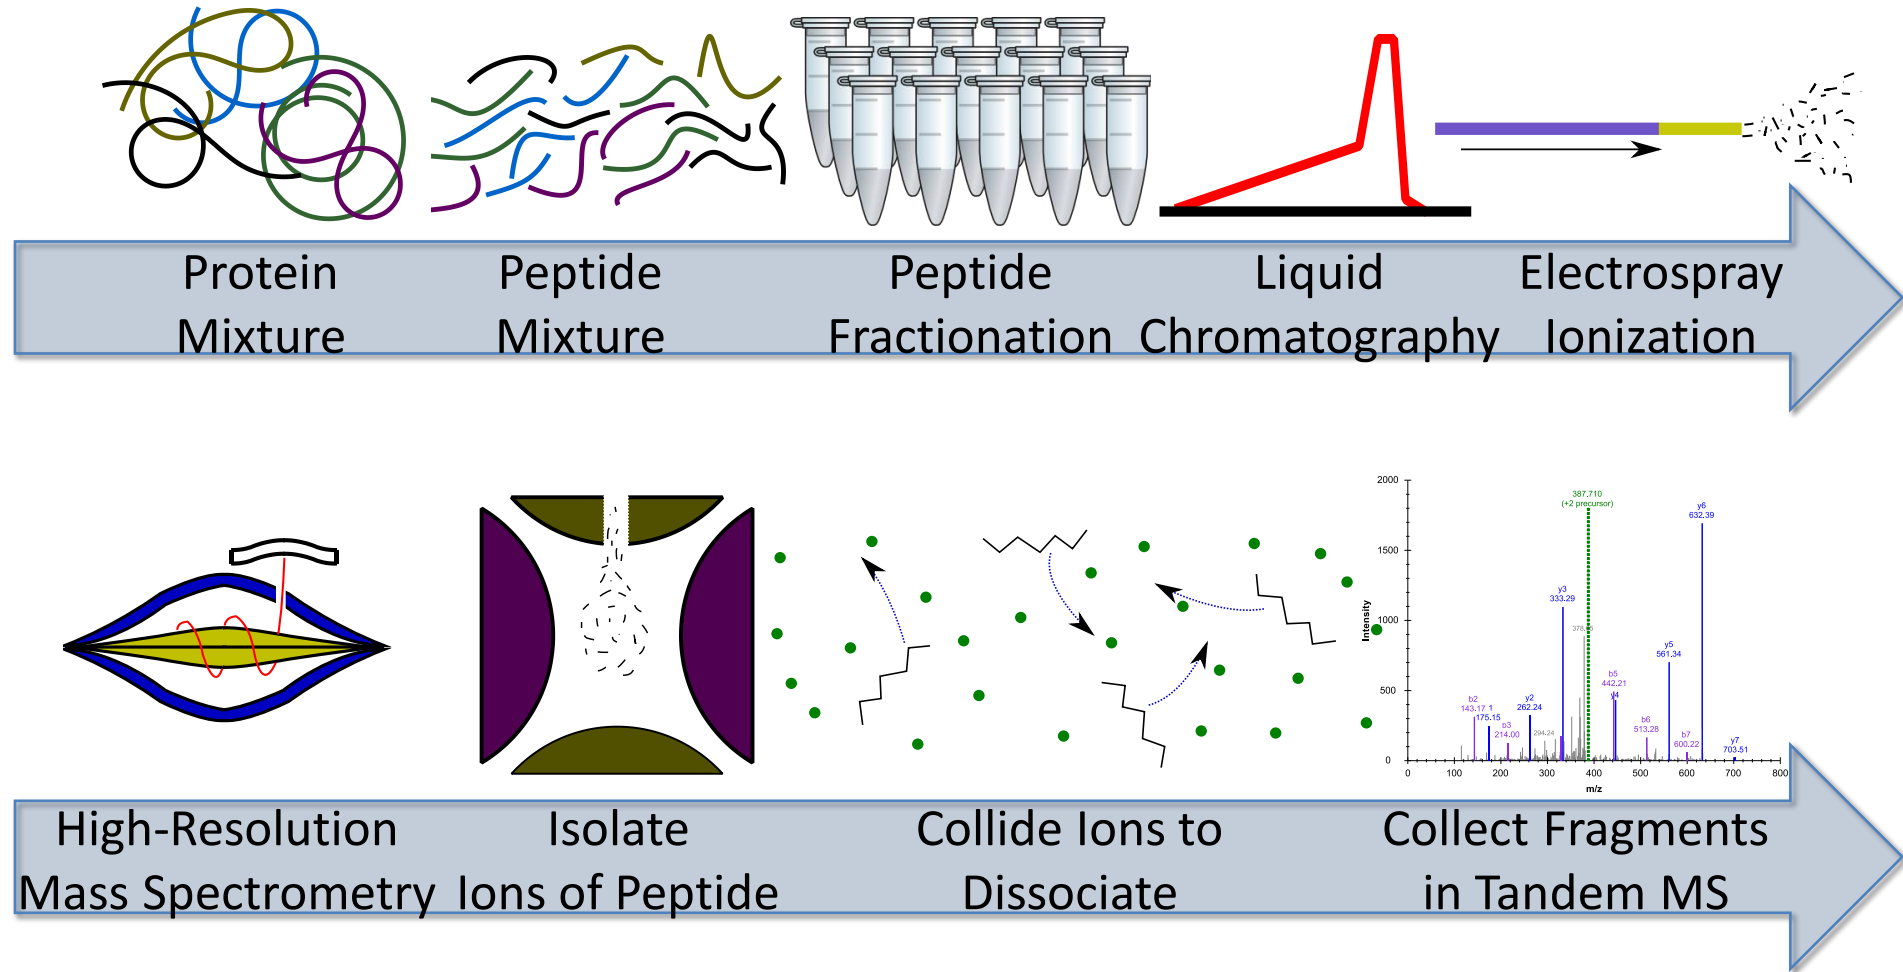 Protein
Mixture
Peptide
Mixture
Peptide
Fractionation
Liquid
Chromatography
Electrospray
Ionization
2000
1500
1000
500
0
Intensity
387.710
(+2 precursor)
y6
632.39
y3
333.29
y5
561.34
b5
442.21
y4
b2
143.17
1
175.15
b3
214.00
y2
262.24
294.24
b6
513.28
b7
600.22
y7
703.51
0 100 200 300 400 500 600 700 800
m/z
High-Resolution
Mass Spectrometry
Isolate
Ions of Peptide
Collide Ions to
Dissociate
Collect Fragments
in Tandem MS